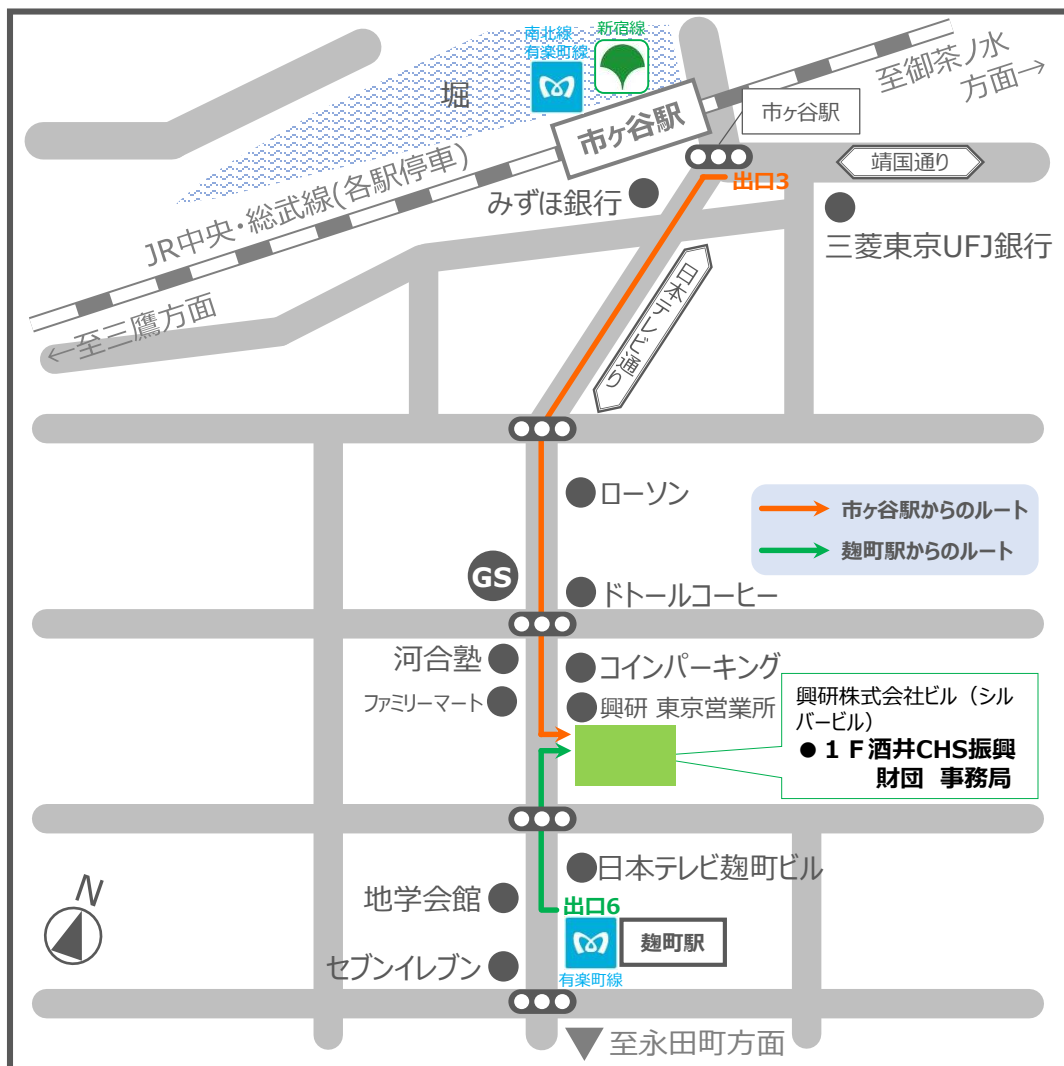 南北線
有楽町線
新宿線
堀
市ヶ谷駅
至御茶ノ水
方面→
市ヶ谷駅
靖国通り
出口3
みずほ銀行
三菱東京UFJ銀行
JR中央・総武線(各駅停車)
←至三鷹方面
日本テレビ通り
ローソン
市ヶ谷駅からのルート
麹町駅からのルート
GS
ドトールコーヒー
河合塾
コインパーキング
ファミリーマート
興研 東京営業所
興研株式会社ビル（シル
バービル）
●１Ｆ酒井CHS振興
財団 事務局
日本テレビ麹町ビル
地学会館
出口6
麹町駅
有楽町線
セブンイレブン
N
▼至永田町方面